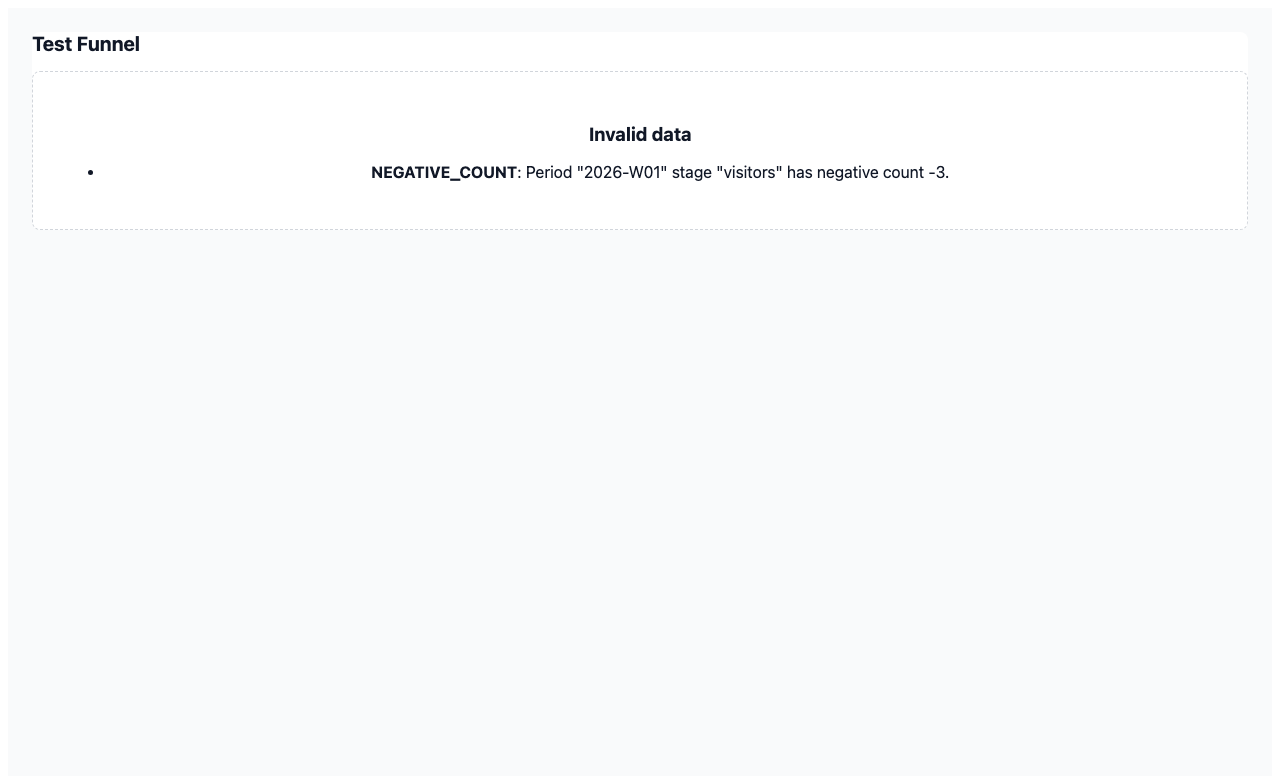 Test Funnel
Invalid data
• NEGATIVE_COUNT: Period "2026-W01" stage "visitors" has negative count -3.